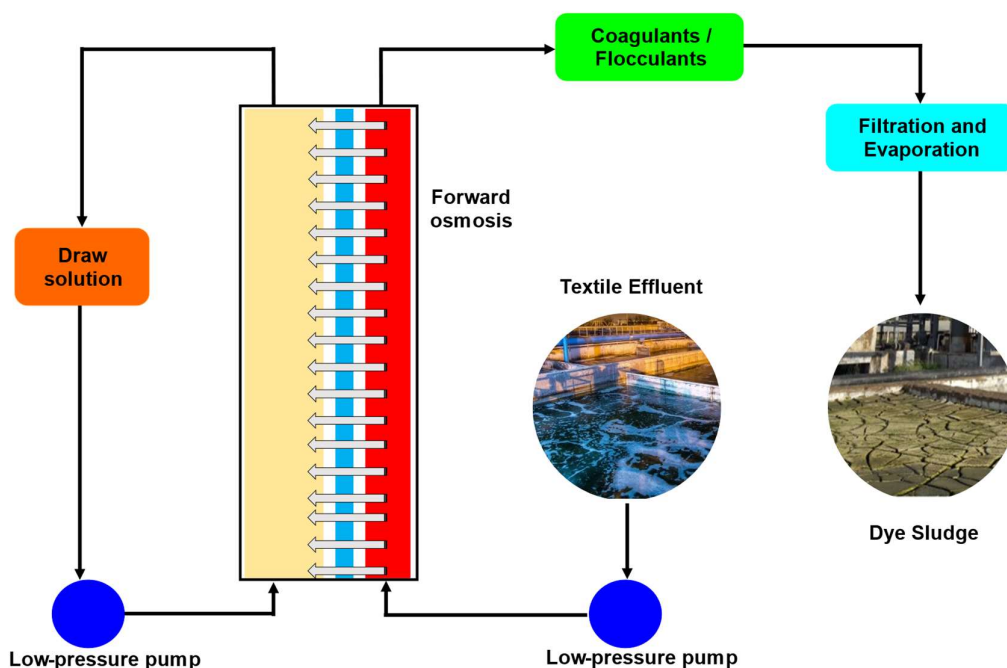 Coagulants /
Flocculants
Filtration and
Evaporation
Forward
osmosis
Draw
solution
Textile Effluent
Dye Sludge
Low-pressure pump
Low-pressure pump